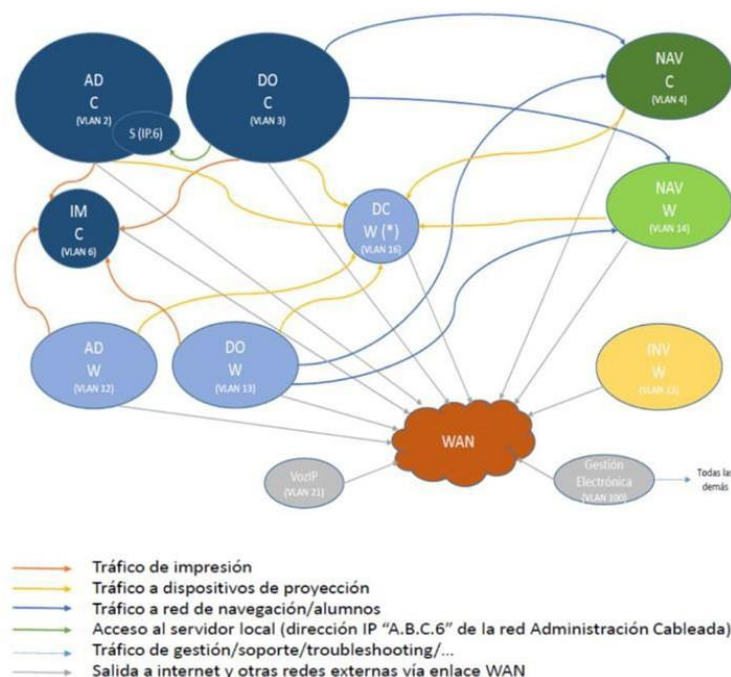 AD
C
(VLAN 2)
S (IP.6)
DO
C
(VLAN 3)
NAV
C
(VLAN 4)
IM
C
(VLAN 6)
DC
W (*)
(VLAN 16)
NAV
W
(VLAN 14)
AD
W
(VLAN 12)
DO
W
(VLAN 13)
INV
W
WAN
VozIP
(VLAN 21)
Gestión
Electrónica
(VLAN 100)
Todas las
demás
Tráfico de impresión
Tráfico a dispositivos de proyección
Tráfico a red de navegación/alumnos
Acceso al servidor local (dirección IP "A.B.C.6" de la red Administración Cableada)
Tráfico de gestión/soporte/troubleshooting/...
Salida a internet y otras redes externas vía enlace WAN